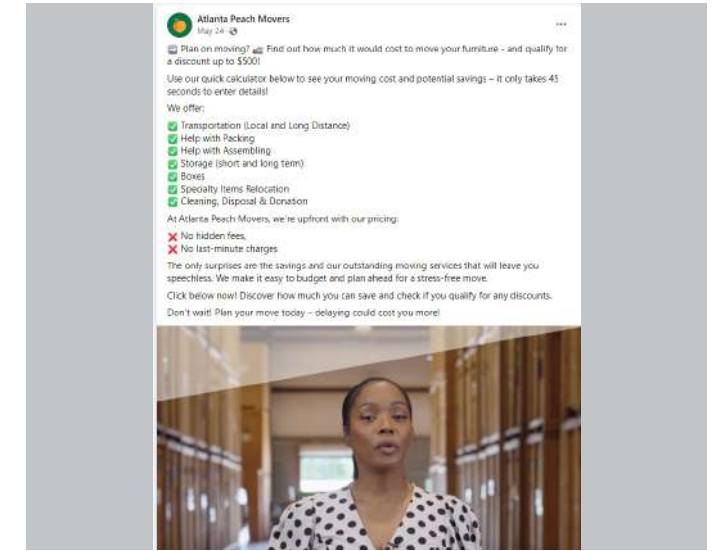 Atlanta Peach Movers
May 24
Plan on moving? Find out how much it would cost to move your furniture - and qualify for
a discount up to $500!
Use our quick calculator below to see your moving cost and potential savings – it only takes 45
seconds to enter details!
We offer:
✅ Transportation (Local and Long Distance)
✅ Help with Packing
✅ Help with Assembling
✅ Storage (short and long term)
✅ Boxes
✅ Specialty Items Relocation
✅ Cleaning, Disposal & Donation
At Atlanta Peach Movers, we're upfront with our pricing:
❌ No hidden fees,
❌ No last-minute charges
The only surprises are the savings and our outstanding moving services that will leave you
speechless. We make it easy to budget and plan ahead for a stress-free move.
Click below now! Discover how much you can save and check if you qualify for any discounts.
Don't wait! Plan your move today – delaying could cost you more!